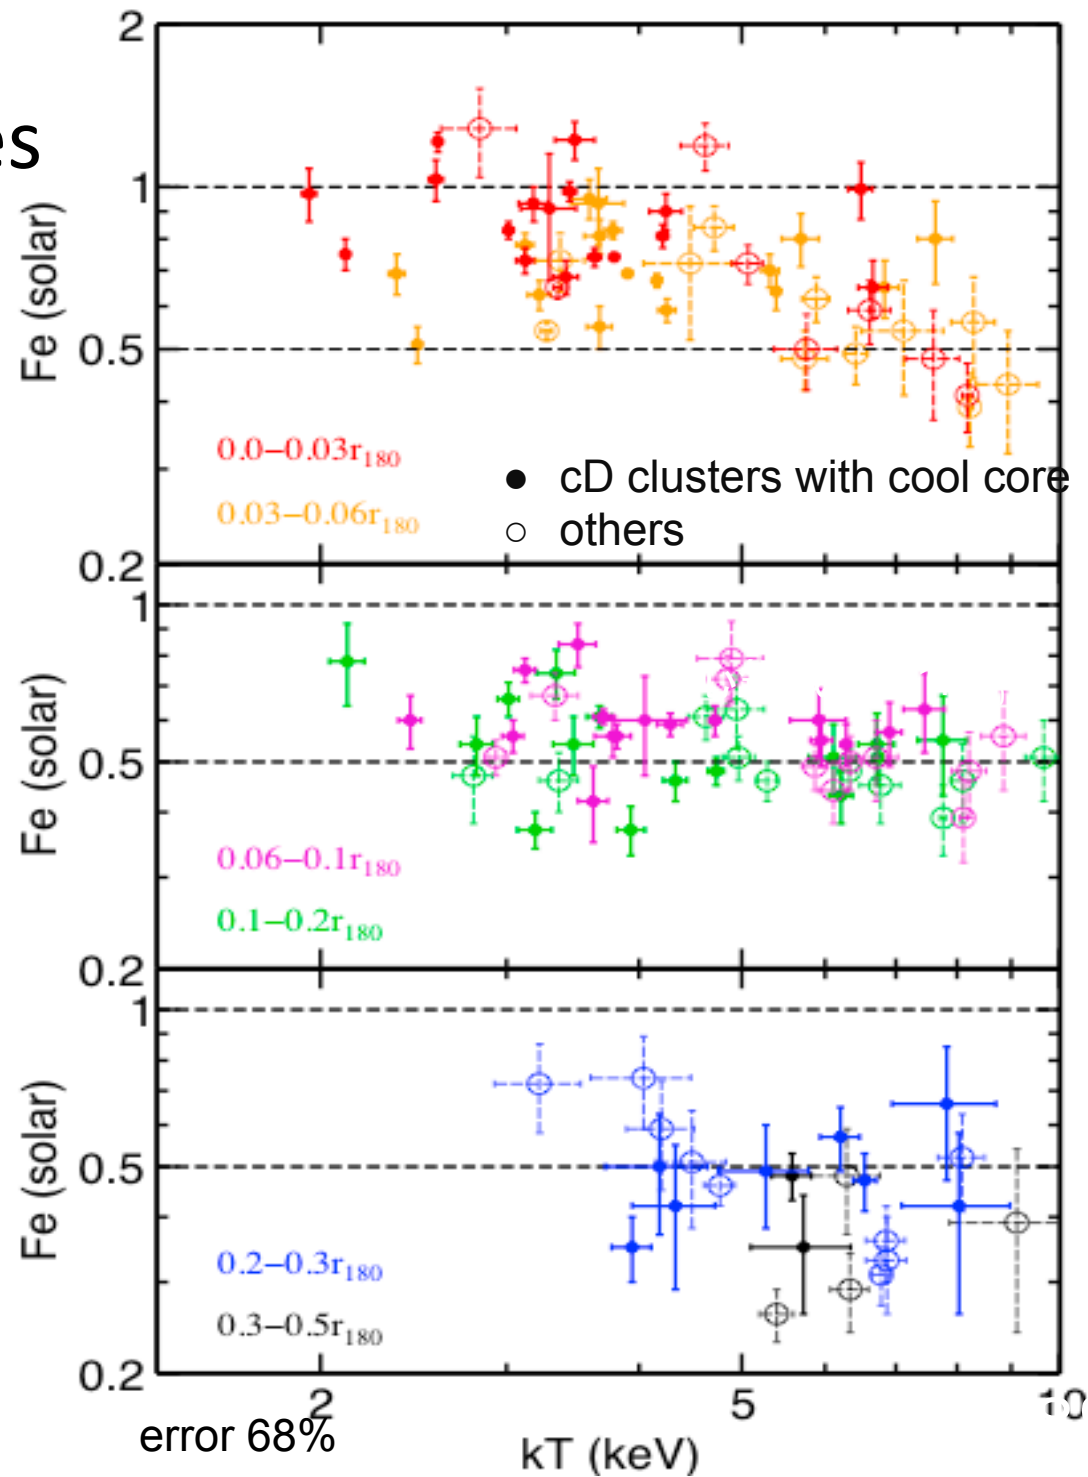 es
2
1
0.5
0.2
Fe (solar)
0.0–0.03r180
0.03–0.06r180
● cD clusters with cool core
○ others
1
0.5
0.2
Fe (solar)
0.06–0.1r180
0.1–0.2r180
1
0.5
0.2
Fe (solar)
0.2–0.3r180
0.3–0.5r180
2
5
10
error 68%
kT (keV)